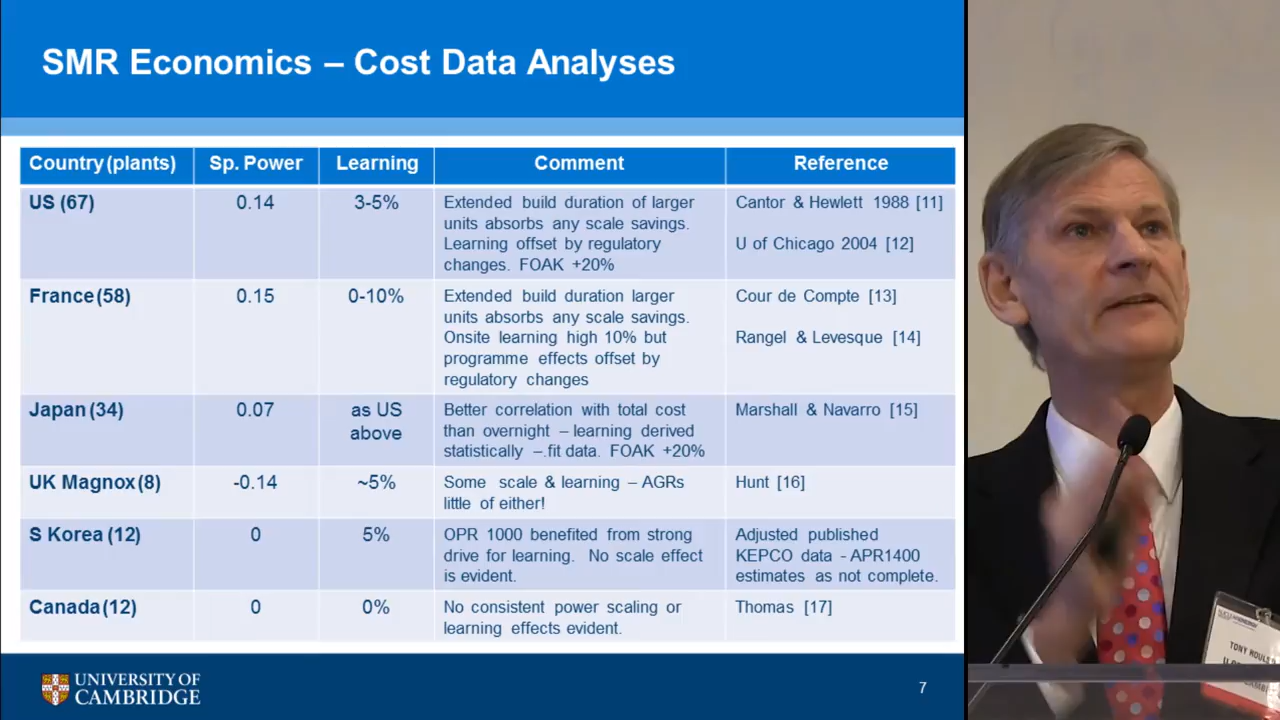 SMR Economics – Cost Data Analyses
Country (plants) Sp. Power Learning Comment Reference
US (67) 0.14 3-5% Extended build duration of larger Cantor & Hewlett 1988 [11]
units absorbs any scale savings.
Learning offset by regulatory U of Chicago 2004 [12]
changes. FOAK +20%
France (58) 0.15 0-10% Extended build duration larger Cour de Compte [13]
units absorbs any scale savings.
Onsite learning high 10% but Rangel & Levesque [14]
programme effects offset by
regulatory changes
Japan (34) 0.07 as US Better correlation with total cost Marshall & Navarro [15]
above than overnight – learning derived
statistically –.fit data. FOAK +20%
UK Magnox (8) -0.14 ~5% Some scale & learning – AGRs Hunt [16]
little of either!
S Korea (12) 0 5% OPR 1000 benefited from strong Adjusted published
drive for learning. No scale effect KEPCO data - APR1400
is evident. estimates as not complete.
Canada (12) 0 0% No consistent power scaling or Thomas [17]
learning effects evident.
UNIVERSITY OF
CAMBRIDGE
7
TONY